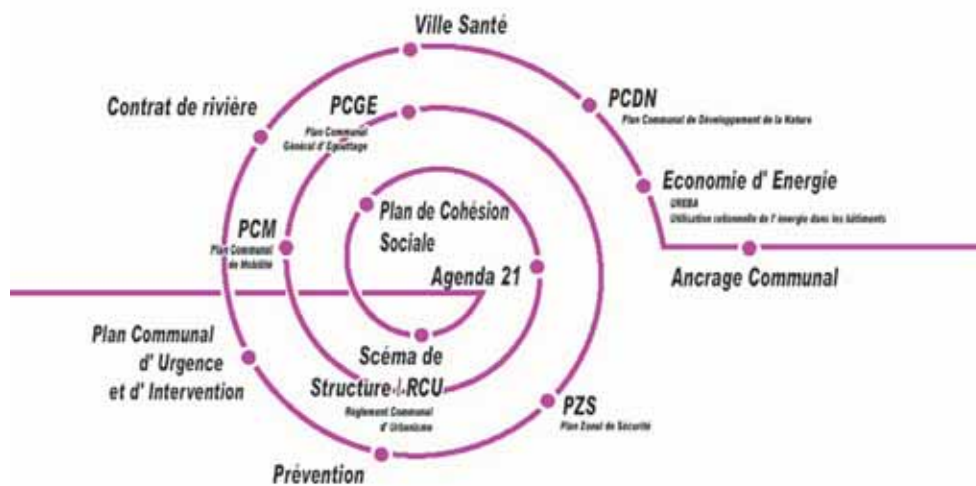 Ville Santé
Contrat de rivière
PCGE
Plan Communal
Général d' Egouttage
PCDN
Plan Communal de Développement de la Nature
Economie d' Energie
UREBA
Utilisation rationnelle de l' énergie dans les bâtiments
Plan de Cohésion
Sociale
PCM
Plan Communal
de Mobilité
Agenda 21
Ancrage Communal
Plan Communal
d' Urgence
et d' Intervention
Scéma de
Structure - RCU
Règlement Communal
d' Urbanisme
PZS
Plan Zonal de Sécurité
Prévention